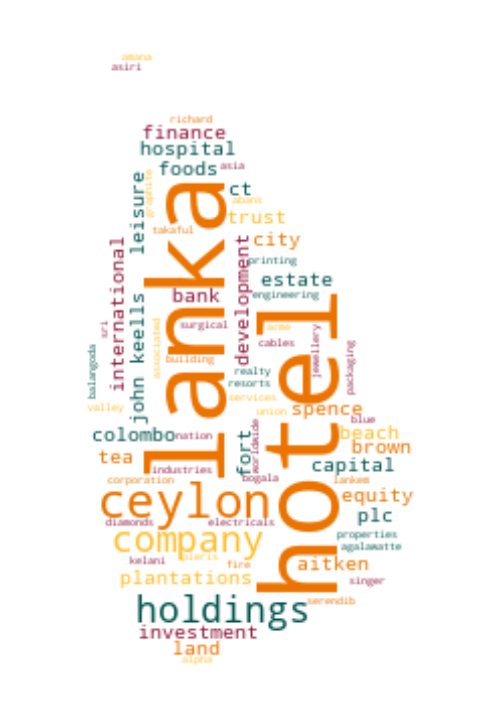 amana
asiri
richard
finance
hospital
foods
asia
leisure
graphite
ct
abans
trust
takaful
city
lanka
international
development
printing
estate
engineering
bank
hotel
john keells
sri
surgical
acme
cables
jewellery
packaging
associated
building
balangoda
realty
resorts
services
valley
union
spence
blue
colombo
nation
fort
worldwide
beach
brown
tea
industries
capital
corporation
bogala
lankem
ceylon
equity
diamonds
electricals
plc
company
properties
agalawatte
kelani
pieris
fire
aitken
plantations
singer
holdings
serendib
investment
land
alpha